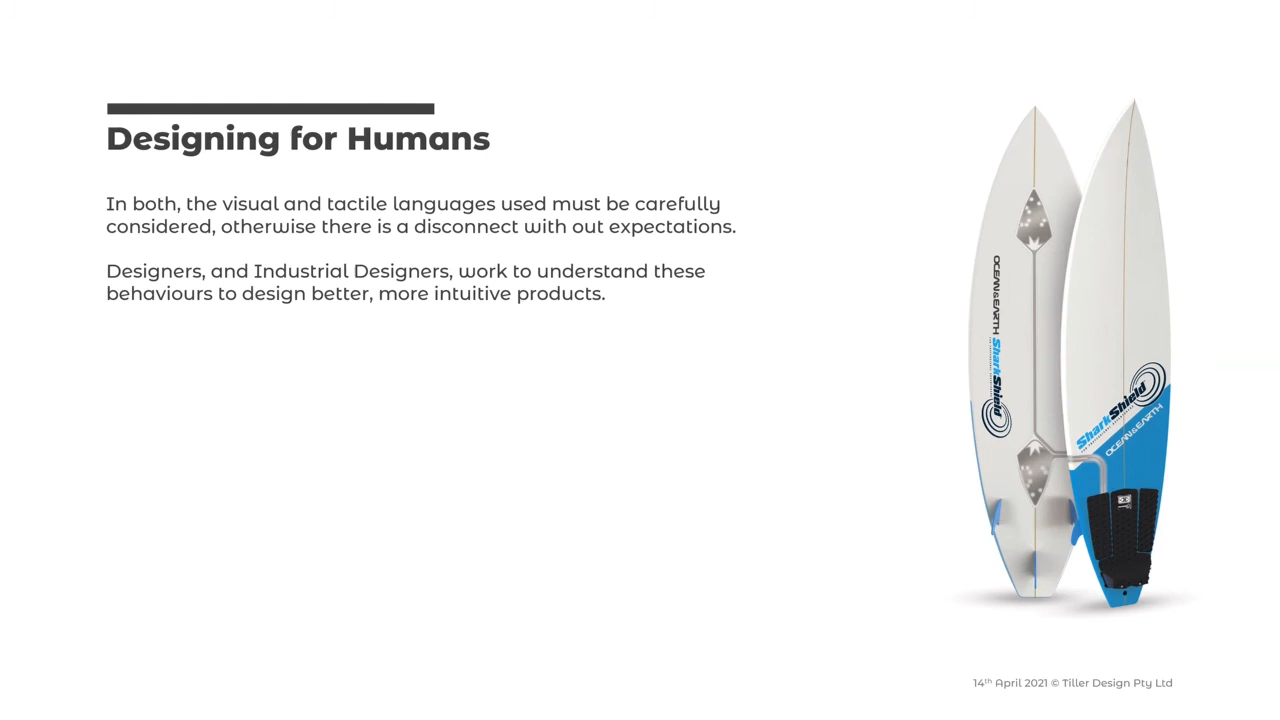 Designing for Humans
In both, the visual and tactile languages used must be carefully
considered, otherwise there is a disconnect with out expectations.
Designers, and Industrial Designers, work to understand these
behaviours to design better, more intuitive products.
OCEAN&EARTH
SharkShield
SharkShield
OCEAN&EARTH
14th April 2021 © Tiller Design Pty Ltd